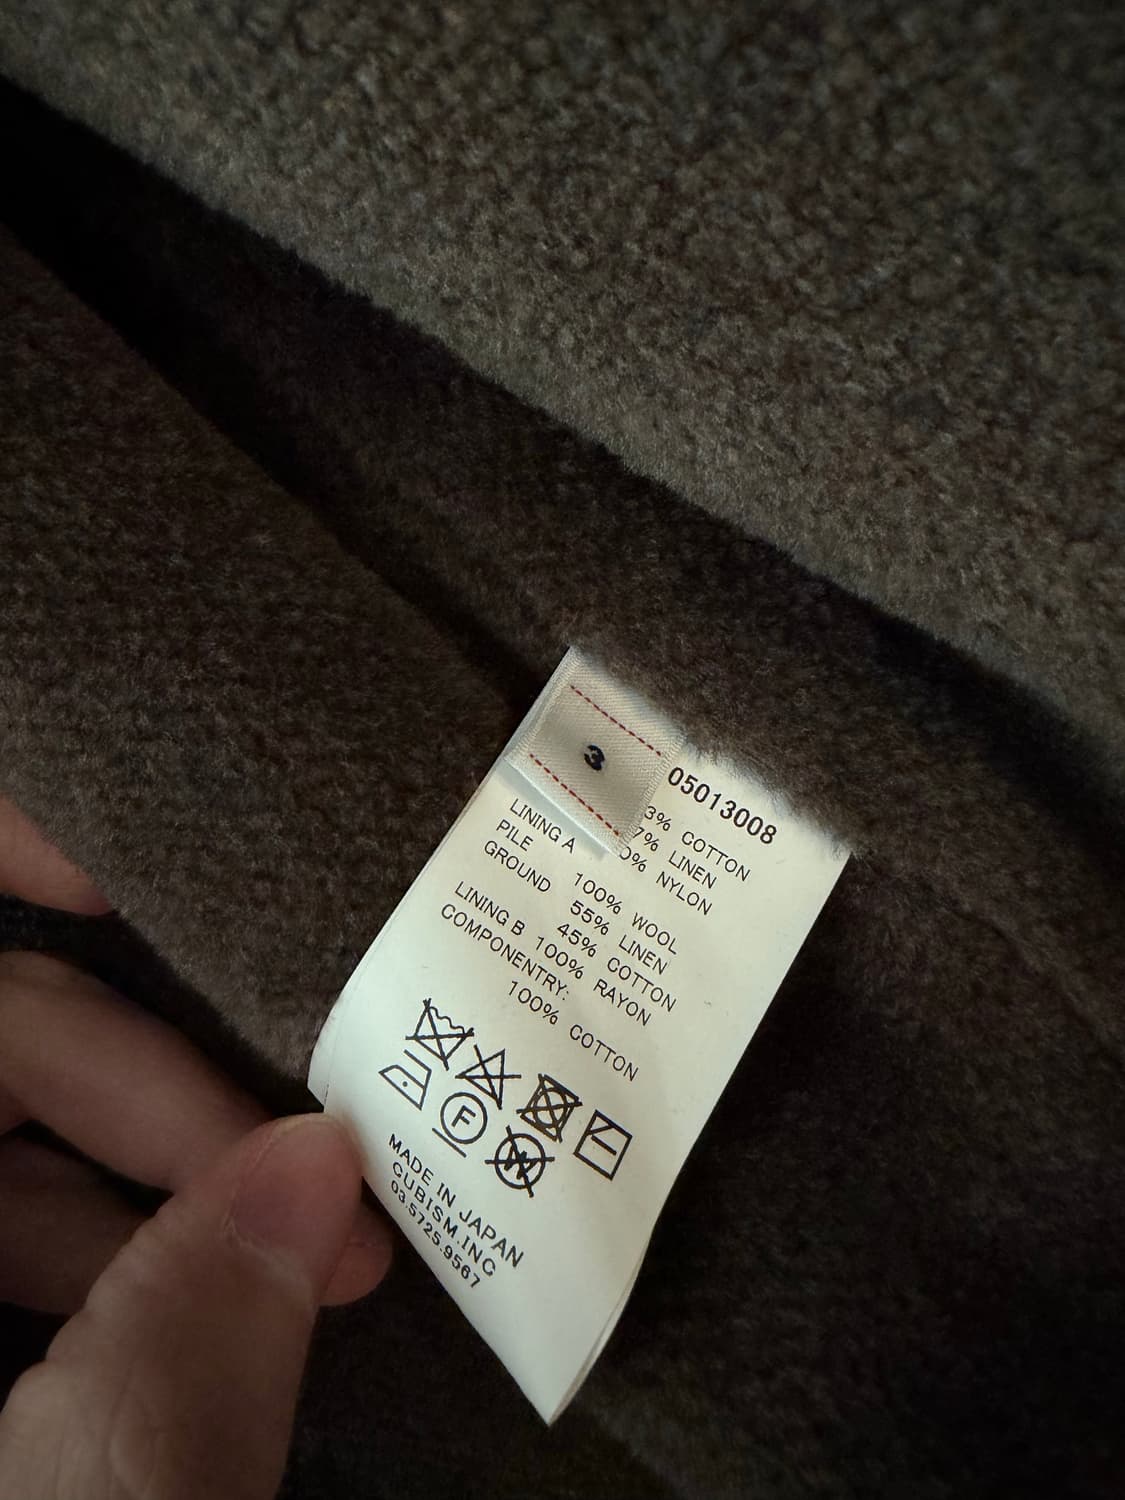 3
05013008
3% COTTON
7% LINEN
0% NYLON
LINING A
PILE 100% WOOL
GROUND 55% LINEN
45% COTTON
LINING B 100% RAYON
COMPONENTRY:
100% COTTON
F
W
MADE IN JAPAN
CUBISM.INC
03.5725.9567